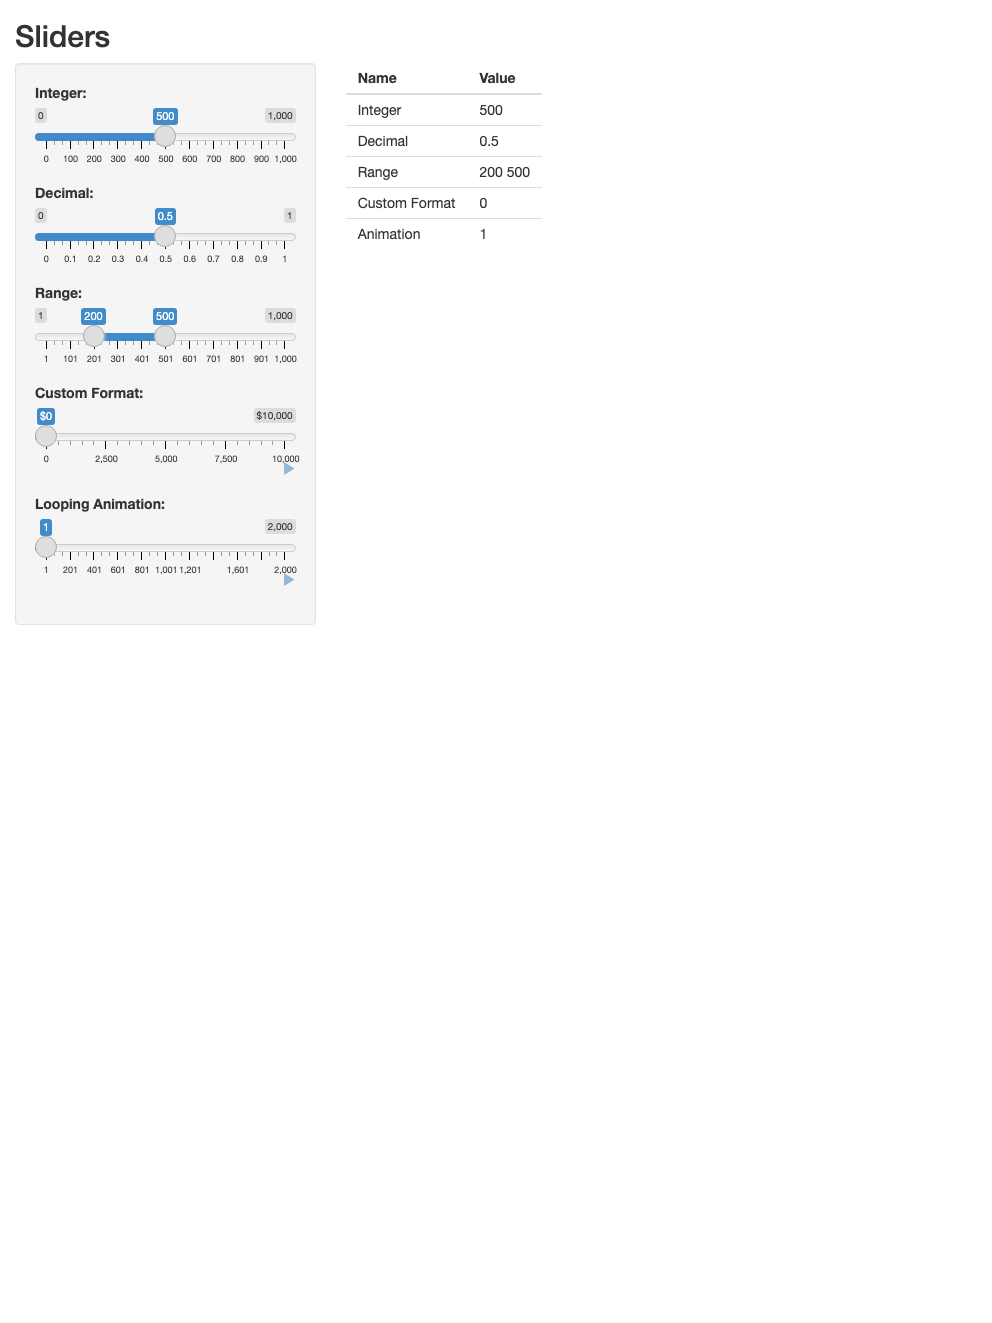 Sliders
Integer:
0 500 1,000
0 100 200 300 400 500 600 700 800 900 1,000
Decimal:
0 0.5 1
0 0.1 0.2 0.3 0.4 0.5 0.6 0.7 0.8 0.9 1
Range:
1 200 500 1,000
1 101 201 301 401 501 601 701 801 901 1,000
Custom Format:
$0 $10,000
0 2,500 5,000 7,500 10,000
Looping Animation:
1 2,000
1 201 401 601 801 1,001 1,201 1,601 2,000
Name Value
Integer 500
Decimal 0.5
Range 200 500
Custom Format 0
Animation 1